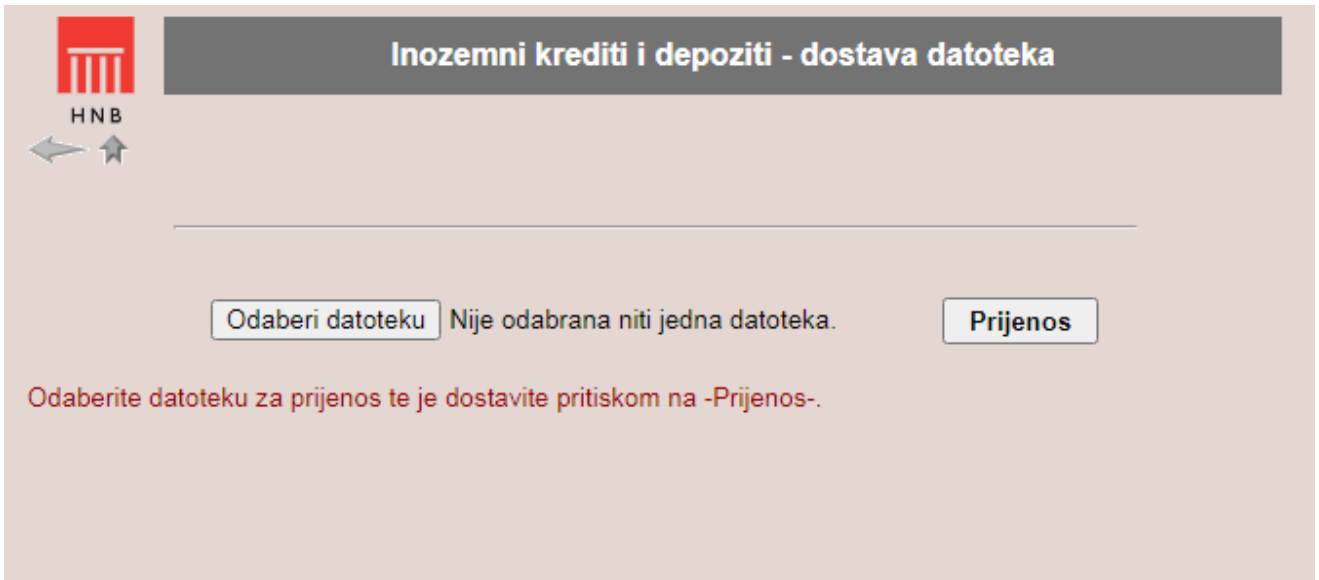 Inozemni krediti i depoziti - dostava datoteka
HNB
Odaberi datoteku Nije odabrana niti jedna datoteka. Prijenos
Odaberite datoteku za prijenos te je dostavite pritiskom na -Prijenos-.